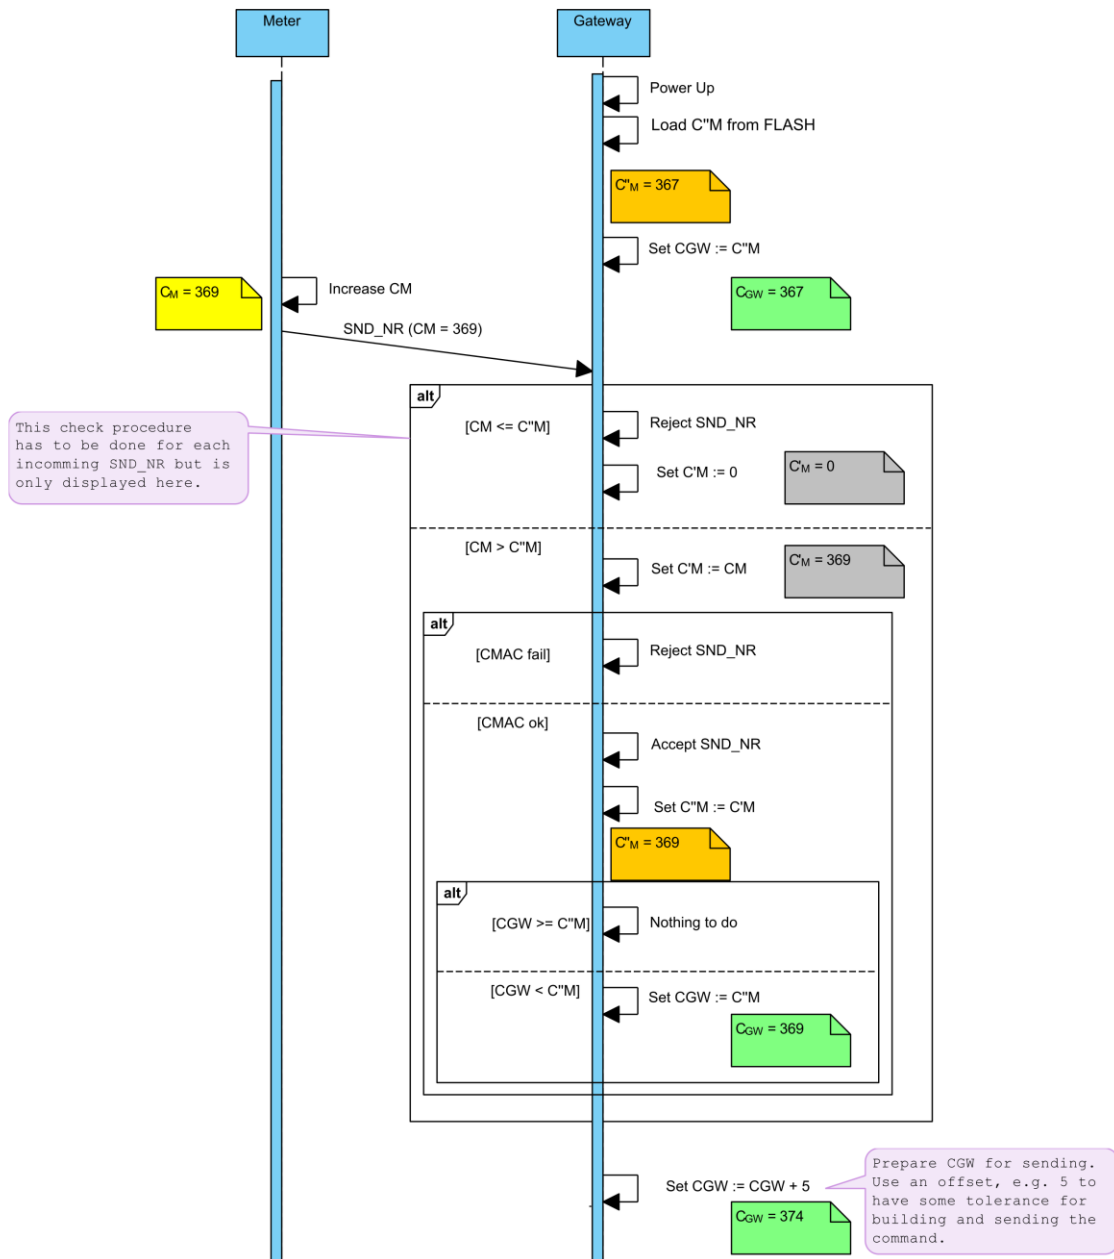 Meter
Gateway
Power Up
Load C"M from FLASH
C"M = 367
Set CGW := C"M
CM = 369
Increase CM
CGW = 367
SND_NR (CM = 369)
alt
[CM <= C"M]
Reject SND_NR
This check procedure
has to be done for each
incomming SND_NR but is
only displayed here.
Set C'M := 0
C'M = 0
[CM > C"M]
Set C'M := CM
C'M = 369
alt
[CMAC fail]
Reject SND_NR
[CMAC ok]
Accept SND_NR
Set C"M := C'M
C"M = 369
alt
[CGW >= C"M]
Nothing to do
[CGW < C"M]
Set CGW := C"M
CGW = 369
Set CGW := CGW + 5
Prepare CGW for sending.
Use an offset, e.g. 5 to
have some tolerance for
building and sending the
command.
CGW = 374